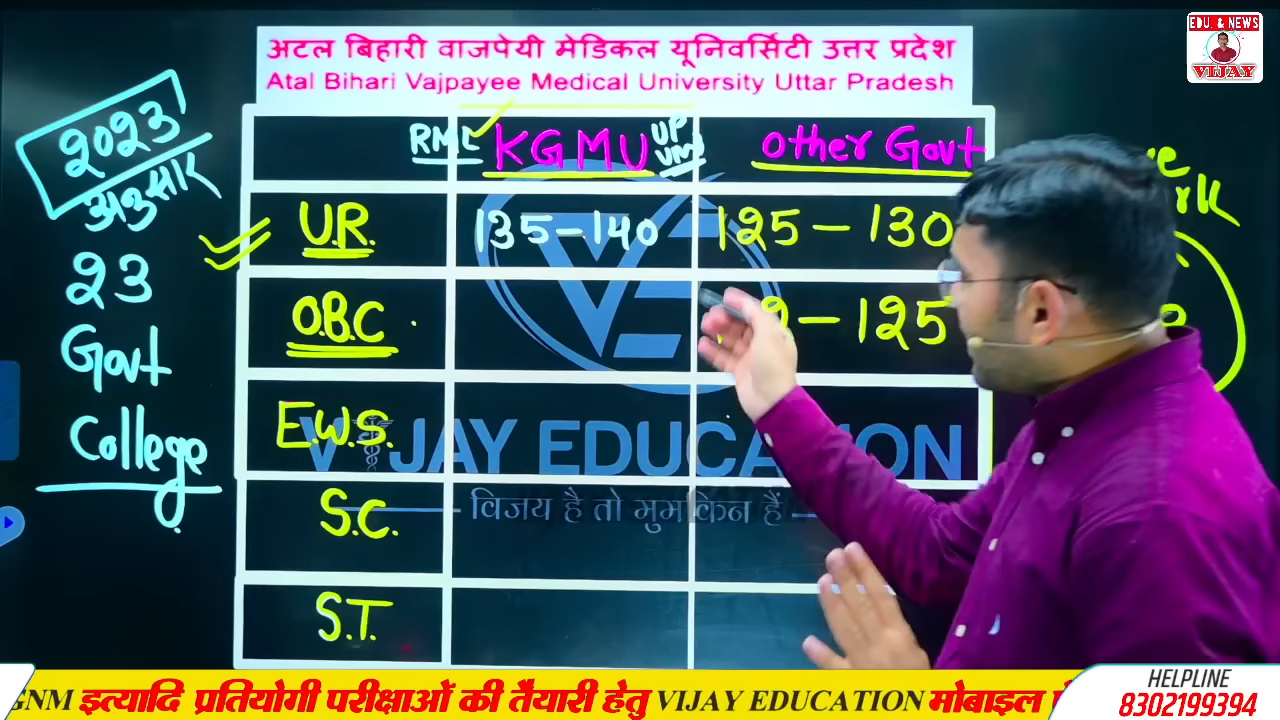 EDU. & NEWS
VIJAY
अटल बिहारी वाजपेयी मेडिकल यूनिवर्सिटी उत्तर प्रदेश
Atal Bihari Vajpayee Medical University Uttar Pradesh
2023
अनुसार
23
Govt
College
RML KGMU UP UMS Other Govt
U.R. 135-140 125-130
O.B.C - 125
E.W.S.
S.C.
S.T.
VIJAY EDUCATION
विजय है तो मुमकिन हैं
GNM इत्यादि प्रतियोगी परीक्षाओं की तैयारी हेतु VIJAY EDUCATION मोबाइल
HELPLINE
8302199394